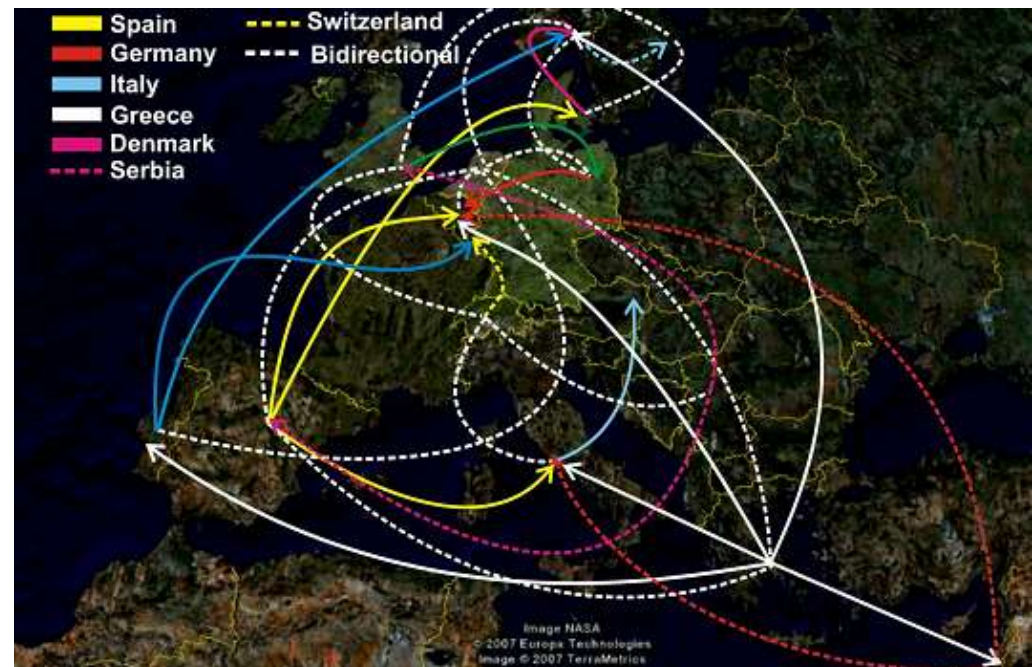 Spain
Germany
Italy
Greece
Denmark
Serbia
Switzerland
Bidirectional
Image NASA
© 2007 Europa Technologies
Image © 2007 TerraMetrics